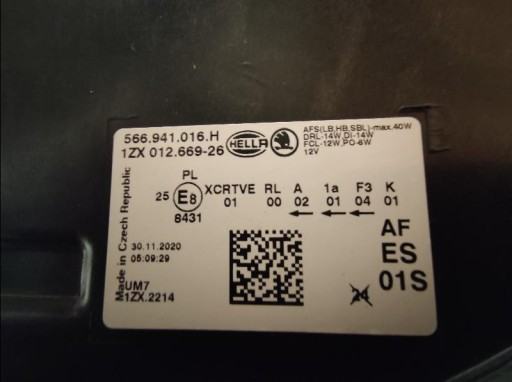 566.941.016.H
1ZX 012.669-26
HELLA
AFS(LB,HB,SBL)-max.40W
DRL-14W,DI-14W
FCL-12W,PO-6W
12V
PL
25 E8 XCRTVE RL A 1a F3 K
01 00 02 01 04 01
8431
AF
ES
01S
Made in Czech Republic
30.11.2020
05:09:29
UM7
1ZX.2214
24